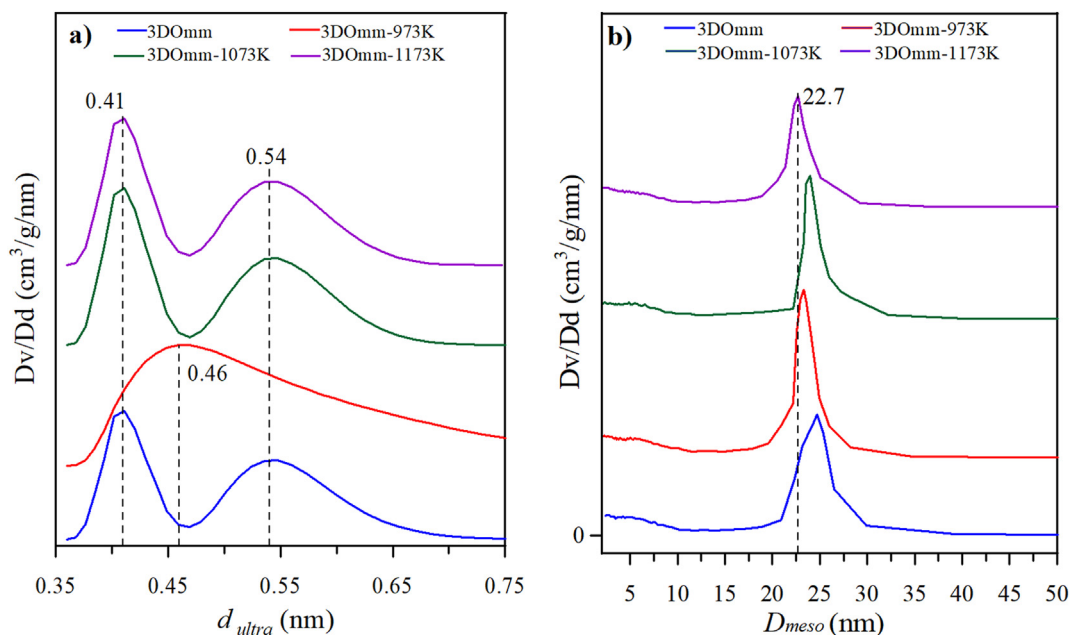 a)
3DOmm 3DOmm-973K
3DOmm-1073K 3DOmm-1173K
0.41
0.54
0.46
Dv/Dd (cm³/g/nm)
0.35 0.45 0.55 0.65 0.75
d ultra (nm)
b)
3DOmm 3DOmm-973K
3DOmm-1073K 3DOmm-1173K
22.7
Dv/Dd (cm³/g/nm)
0
5 10 15 20 25 30 35 40 45 50
Dmeso (nm)